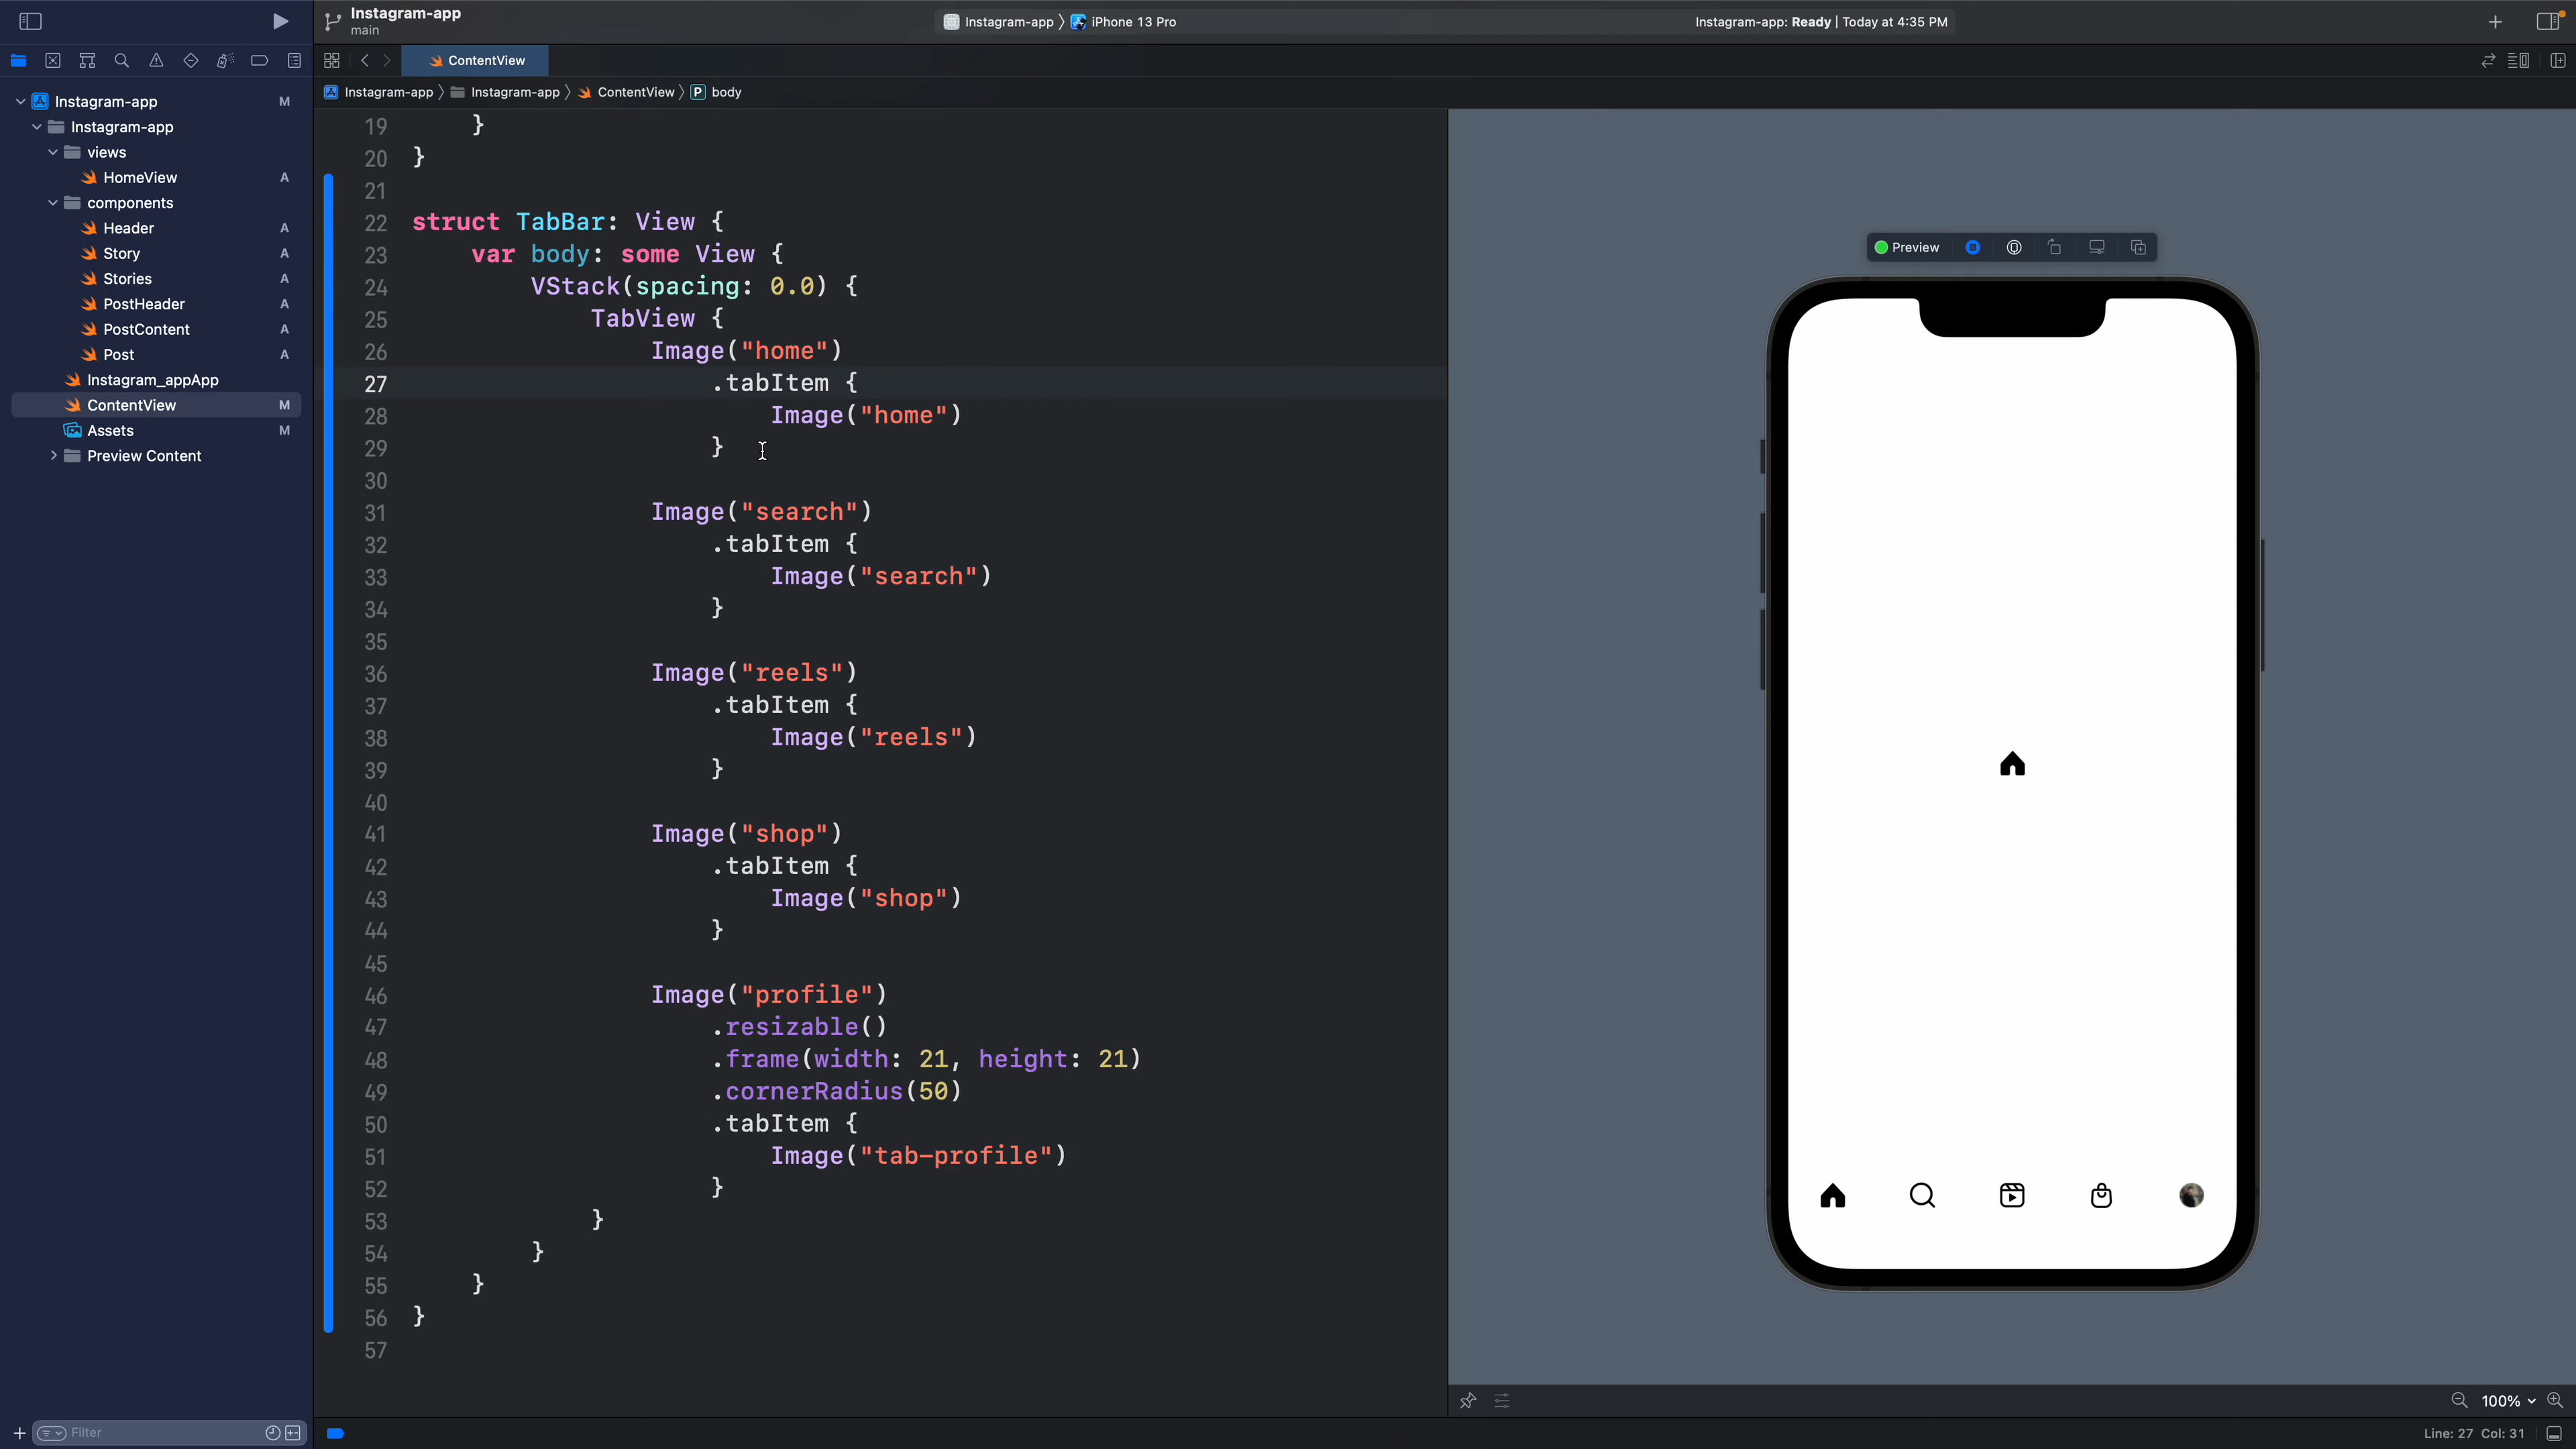 Instagram-app
main
Instagram-app
iPhone 13 Pro
Instagram-app: Ready | Today at 4:35 PM
ContentView
Instagram-app
Instagram-app
ContentView
P
body
Instagram-app M
Instagram-app
views
HomeView A
components
Header A
Story A
Stories A
PostHeader A
PostContent A
Post A
Instagram_appApp
ContentView M
Assets M
Preview Content
19 }
20 }
21
22 struct TabBar: View {
23 var body: some View {
24 VStack(spacing: 0.0) {
25 TabView {
26 Image("home")
27 .tabItem {
28 Image("home")
29 }
30
31 Image("search")
32 .tabItem {
33 Image("search")
34 }
35
36 Image("reels")
37 .tabItem {
38 Image("reels")
39 }
40
41 Image("shop")
42 .tabItem {
43 Image("shop")
44 }
45
46 Image("profile")
47 .resizable()
48 .frame(width: 21, height: 21)
49 .cornerRadius(50)
50 .tabItem {
51 Image("tab-profile")
52 }
53 }
54 }
55 }
56 }
57
Preview
100%
Filter
Line: 27 Col: 31